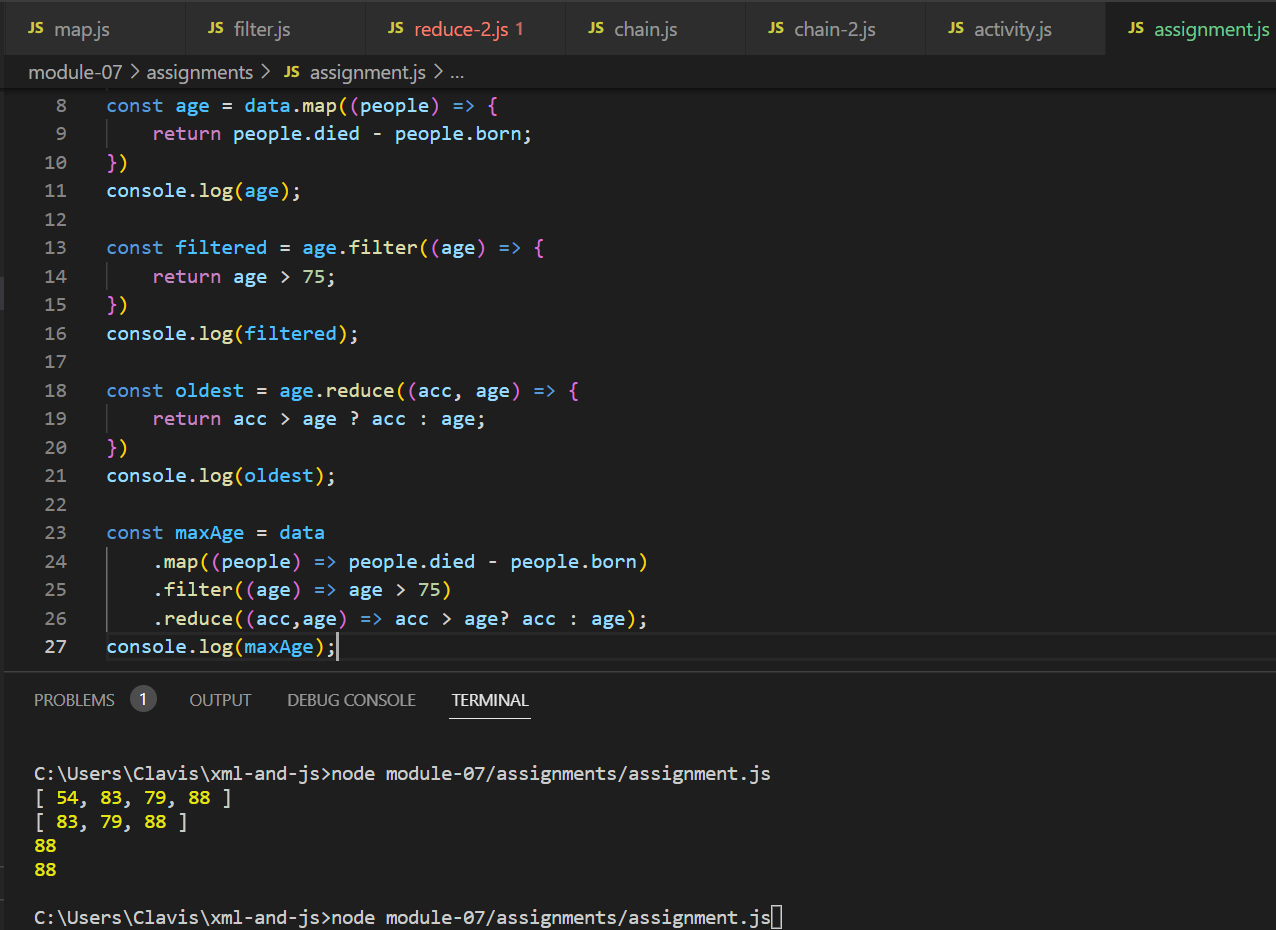 JS map.js JS filter.js JS reduce-2.js 1 JS chain.js JS chain-2.js JS activity.js JS assignment.js
module-07 > assignments > JS assignment.js > ...
8 const age = data.map((people) => {
9     return people.died - people.born;
10 })
11 console.log(age);
12
13 const filtered = age.filter((age) => {
14     return age > 75;
15 })
16 console.log(filtered);
17
18 const oldest = age.reduce((acc, age) => {
19     return acc > age ? acc : age;
20 })
21 console.log(oldest);
22
23 const maxAge = data
24     .map((people) => people.died - people.born)
25     .filter((age) => age > 75)
26     .reduce((acc,age) => acc > age? acc : age);
27 console.log(maxAge);
PROBLEMS 1 OUTPUT DEBUG CONSOLE TERMINAL
C:\Users\Clavis\xml-and-js>node module-07/assignments/assignment.js
[ 54, 83, 79, 88 ]
[ 83, 79, 88 ]
88
88
C:\Users\Clavis\xml-and-js>node module-07/assignments/assignment.js